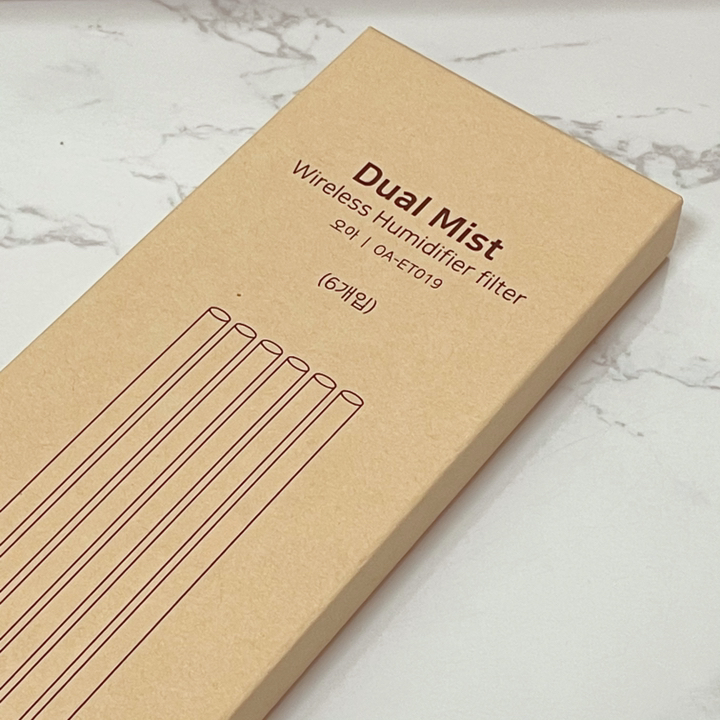 Dual Mist
Wireless Humidifier filter
오아 | OA-ET019
(6개입)